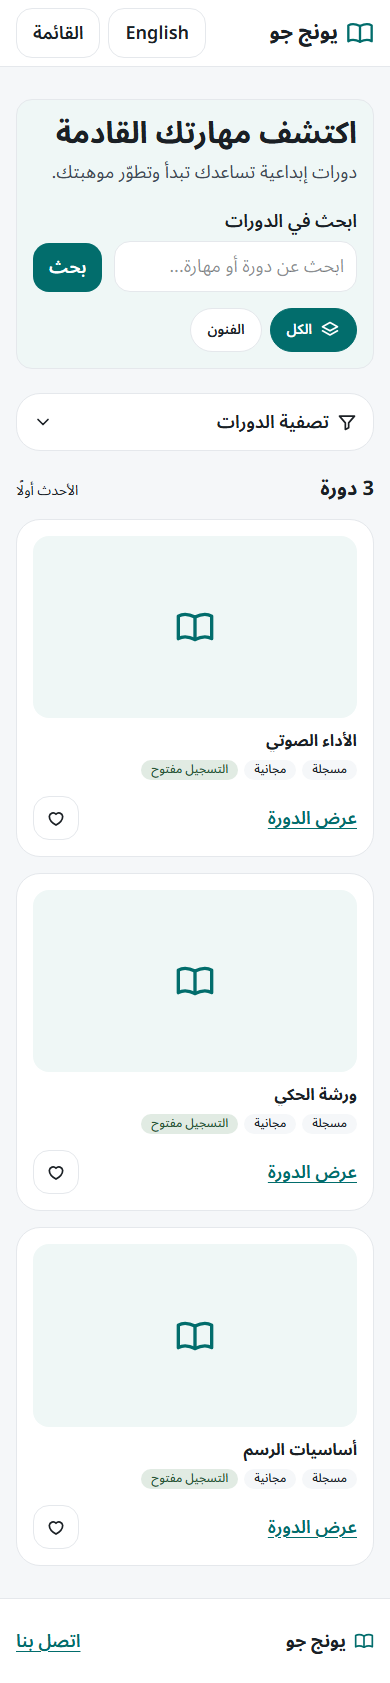 يونج جو
English
القائمة
اكتشف مهارتك القادمة
دورات إبداعية تساعدك تبدأ وتطوّر موهبتك.
ابحث في الدورات
ابحث عن دورة أو مهارة...
بحث
الكل
الفنون
تصفية الدورات
3 دورة
الأحدث أولًا
الأداء الصوتي
مسجلة
مجانية
التسجيل مفتوح
عرض الدورة
ورشة الحكي
مسجلة
مجانية
التسجيل مفتوح
عرض الدورة
أساسيات الرسم
مسجلة
مجانية
التسجيل مفتوح
عرض الدورة
يونج جو
اتصل بنا